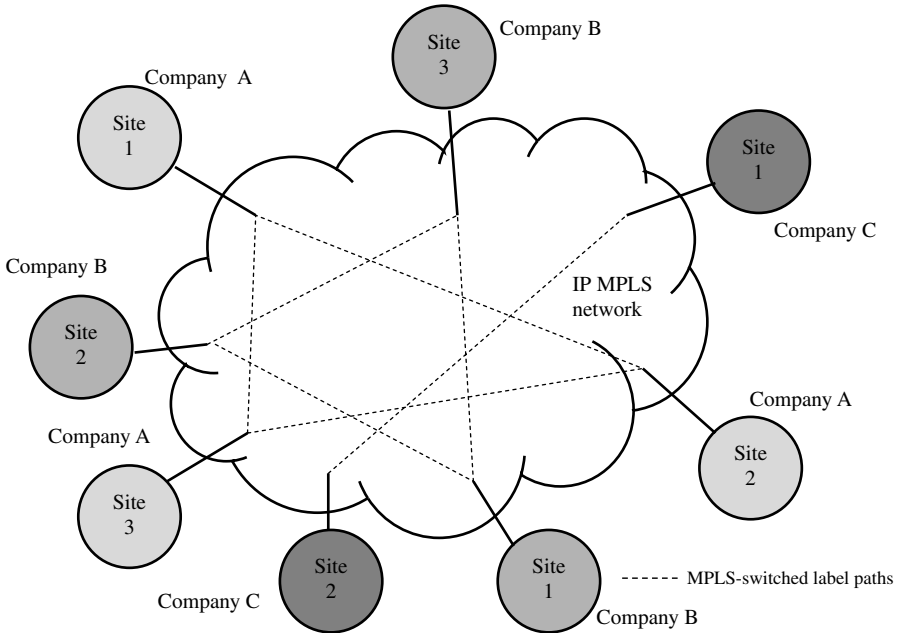 Company B
Site
3
Company A
Site
1
Site
1
Company C
Company B
Site
2
IP MPLS
network
Company A
Site
2
Company A
Site
3
Company C
Site
2
Site
1
Company B
MPLS-switched label paths